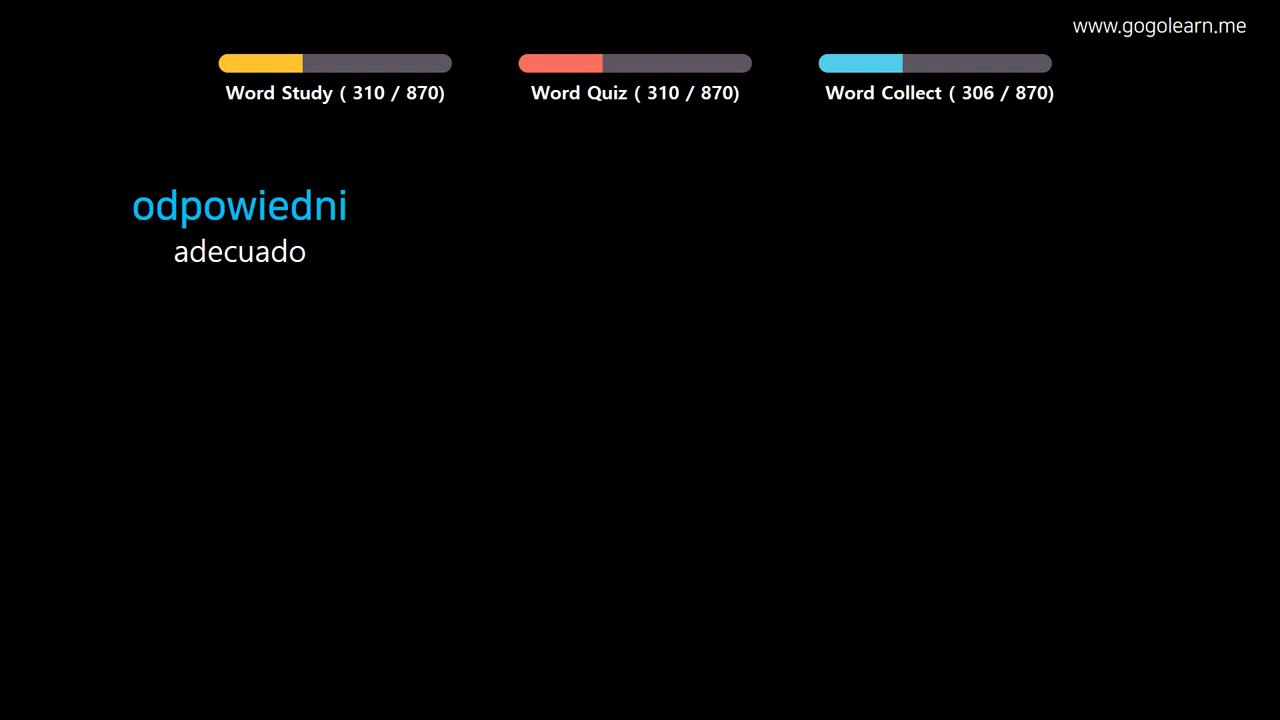 www.gogolearn.me
Word Study ( 310 / 870)
Word Quiz ( 310 / 870)
Word Collect ( 306 / 870)
odpowiedni
adecuado